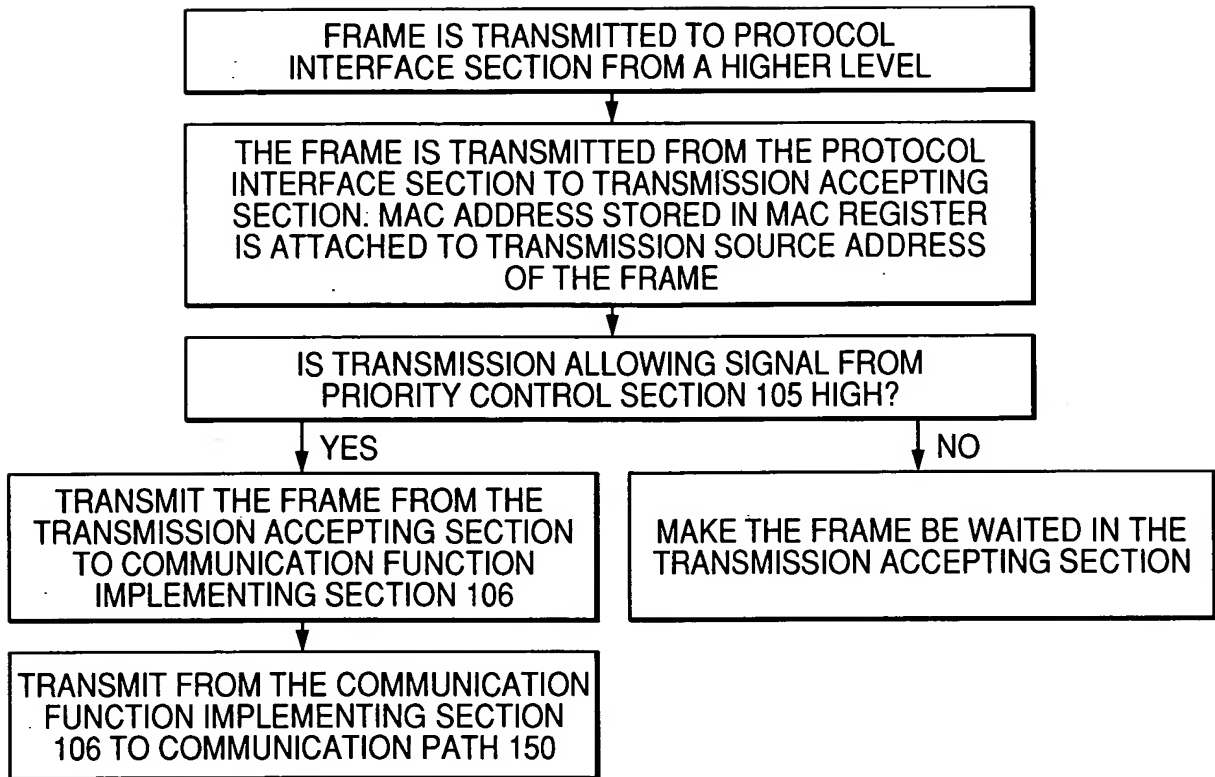 FRAME IS TRANSMITTED TO PROTOCOL
INTERFACE SECTION FROM A HIGHER LEVEL
THE FRAME IS TRANSMITTED FROM THE PROTOCOL
INTERFACE SECTION TO TRANSMISSION ACCEPTING
SECTION. MAC ADDRESS STORED IN MAC REGISTER
IS ATTACHED TO TRANSMISSION SOURCE ADDRESS
OF THE FRAME
IS TRANSMISSION ALLOWING SIGNAL FROM
PRIORITY CONTROL SECTION 105 HIGH?
YES
NO
TRANSMIT THE FRAME FROM THE
TRANSMISSION ACCEPTING SECTION
TO COMMUNICATION FUNCTION
IMPLEMENTING SECTION 106
MAKE THE FRAME BE WAITED IN THE
TRANSMISSION ACCEPTING SECTION
TRANSMIT FROM THE COMMUNICATION
FUNCTION IMPLEMENTING SECTION
106 TO COMMUNICATION PATH 150